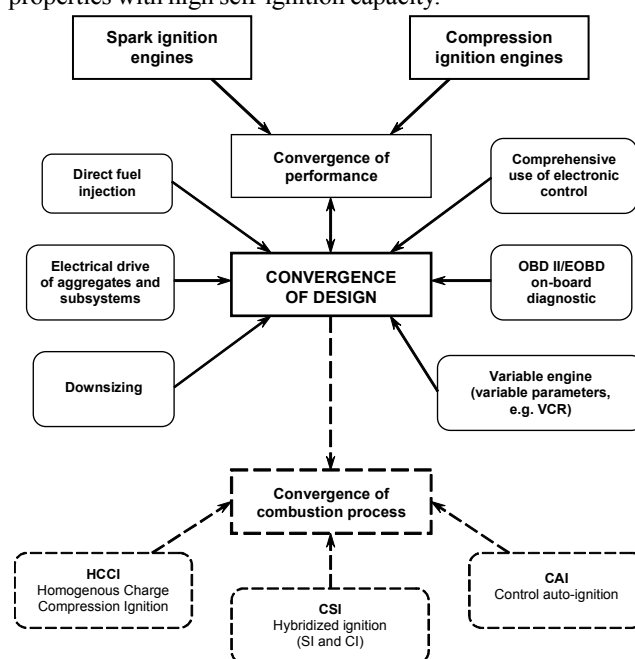 properties with high self-ignition capacity.
Spark ignition
engines
Compression
ignition engines
Convergence of
performance
Direct fuel
injection
Comprehensive
use of electronic
control
Electrical drive
of aggregates and
subsystems
CONVERGENCE
OF DESIGN
OBD II/EOBD
on-board
diagnostic
Downsizing
Variable engine
(variable parameters,
e.g. VCR)
Convergence of
combustion process
HCCI
Homogenous Charge
Compression Ignition
CSI
Hybridized ignition
(SI and CI)
CAI
Control auto-ignition